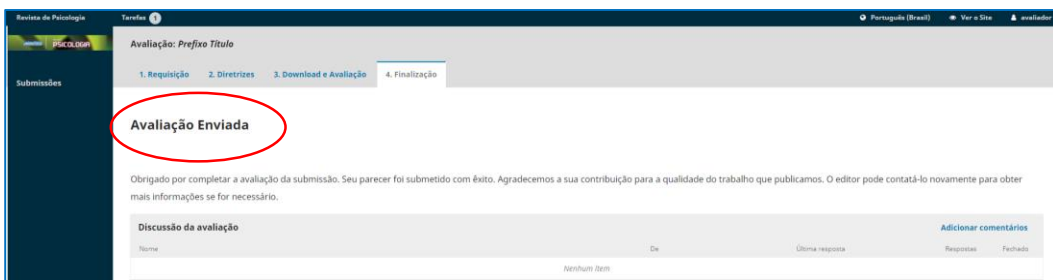 Revista de Psicologia Tarefas 1 Português (Brasil) Ver o Site avaliador
PSICOLOGIA Avaliação: Prefixo Título
Submissões 1. Requisição 2. Diretrizes 3. Download e Avaliação 4. Finalização
Avaliação Enviada
Obrigado por completar a avaliação da submissão. Seu parecer foi submetido com êxito. Agradecemos a sua contribuição para a qualidade do trabalho que publicamos. O editor pode contatá-lo novamente para obter
mais informações se for necessário.
Discussão da avaliação Adicionar comentários
Nome De Última resposta Respostas Fechado
Nenhum item